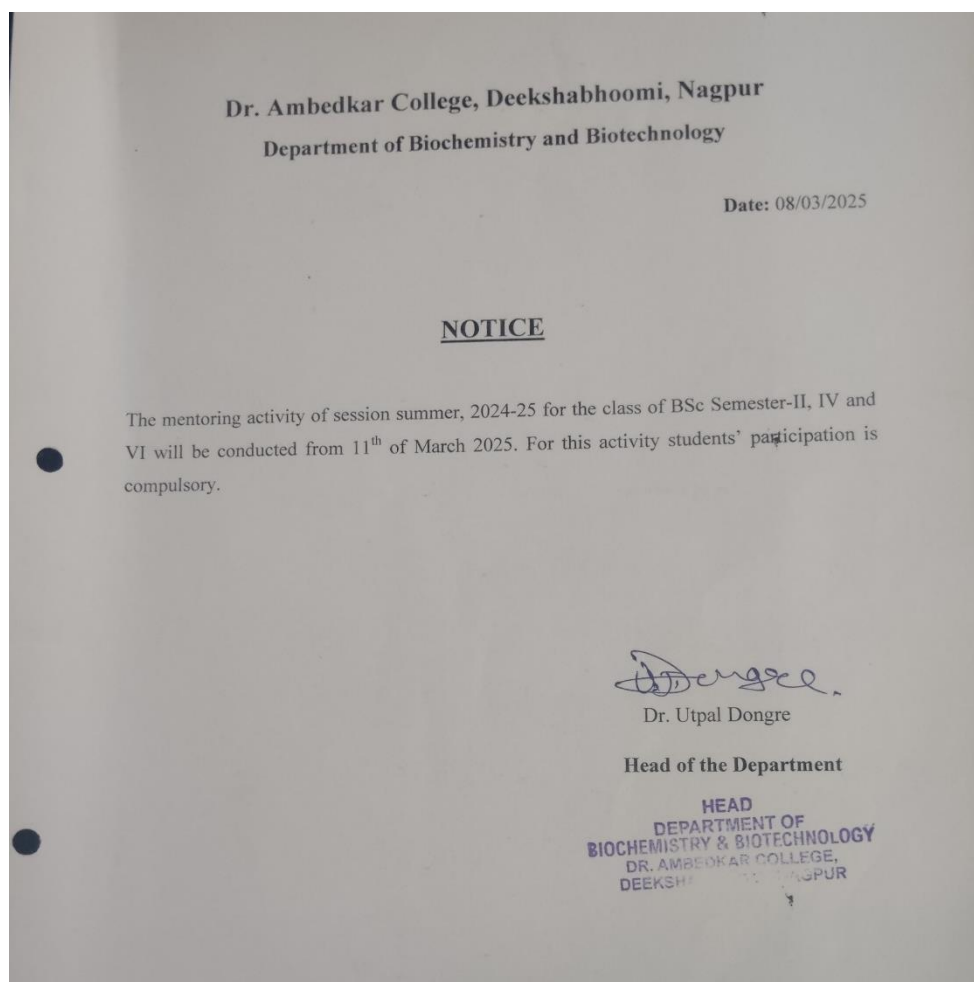 Dr. Ambedkar College, Deekshabhoomi, Nagpur
Department of Biochemistry and Biotechnology
Date: 08/03/2025
NOTICE
The mentoring activity of session summer, 2024-25 for the class of BSc Semester-II, IV and
VI will be conducted from 11th of March 2025. For this activity students' participation is
compulsory.
Dongre
Dr. Utpal Dongre
Head of the Department
HEAD
DEPARTMENT OF
BIOCHEMISTRY & BIOTECHNOLOGY
DR. AMBEDKAR COLLEGE,